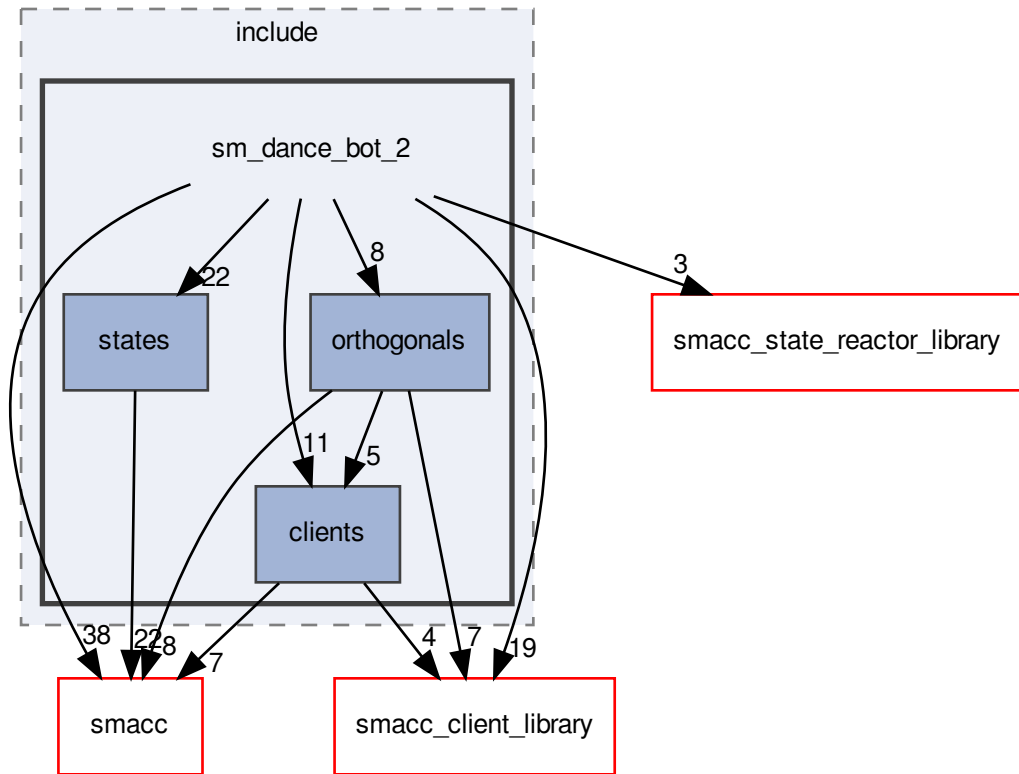 include
sm_dance_bot_2
22
8
3
states
orthogonals
smacc_state_reactor_library
11
5
clients
38
22
8
7
4
7
19
smacc
smacc_client_library